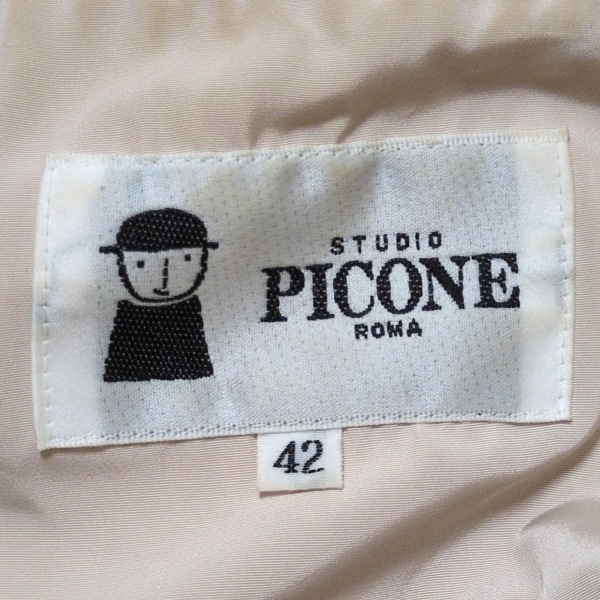 STUDIO
PICONE
ROMA
42